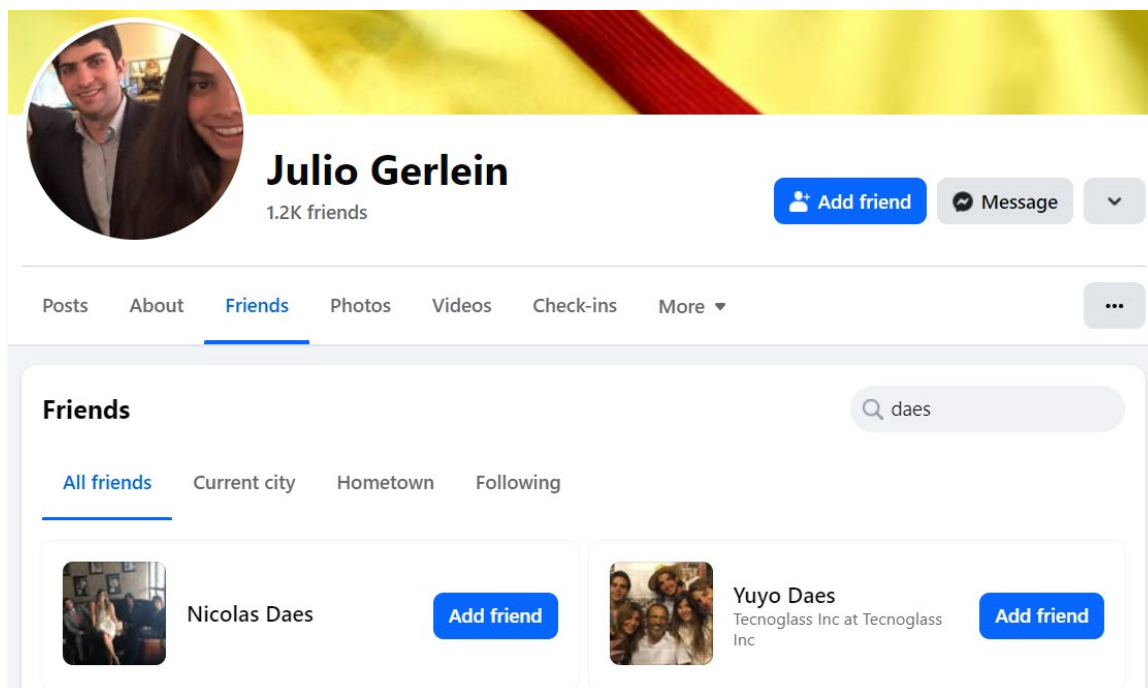 Julio Gerlein
1.2K friends
Add friend
Message
Posts About Friends Photos Videos Check-ins More
Friends
daes
All friends Current city Hometown Following
Nicolas Daes
Add friend
Yuyo Daes
Tecnoglass Inc at Tecnoglass
Inc
Add friend